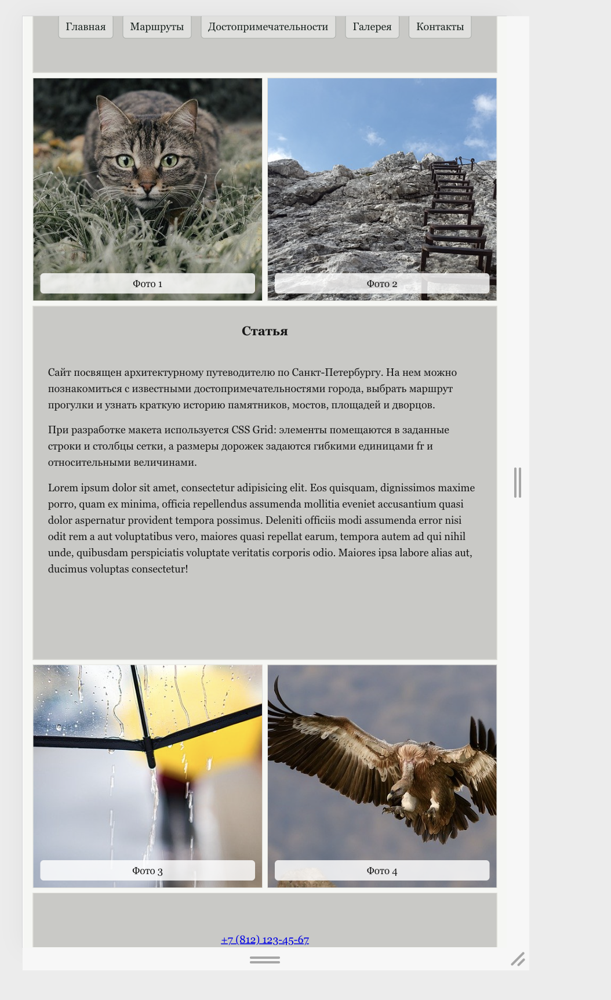 Главная Маршруты Достопримечательности Галерея Контакты
Фото 1 Фото 2
Статья
Сайт посвящен архитектурному путеводителю по Санкт-Петербургу. На нем можно
познакомиться с известными достопримечательностями города, выбрать маршрут
прогулки и узнать краткую историю памятников, мостов, площадей и дворцов.
При разработке макета используется CSS Grid: элементы помещаются в заданные
строки и столбцы сетки, а размеры дорожек задаются гибкими единицами fr и
относительными величинами.
Lorem ipsum dolor sit amet, consectetur adipisicing elit. Eos quisquam, dignissimos maxime
porro, quam ex minima, officia repellendus assumenda mollitia eveniet accusantium quasi
dolor aspernatur provident tempora possimus. Deleniti officiis modi assumenda error nisi
odit rem a aut voluptatibus vero, maiores quasi repellat earum, tempora autem ad qui nihil
unde, quibusdam perspiciatis voluptate veritatis corporis odio. Maiores ipsa labore alias aut,
ducimus voluptas consectetur!
Фото 3 Фото 4
+7 (812) 123-45-67